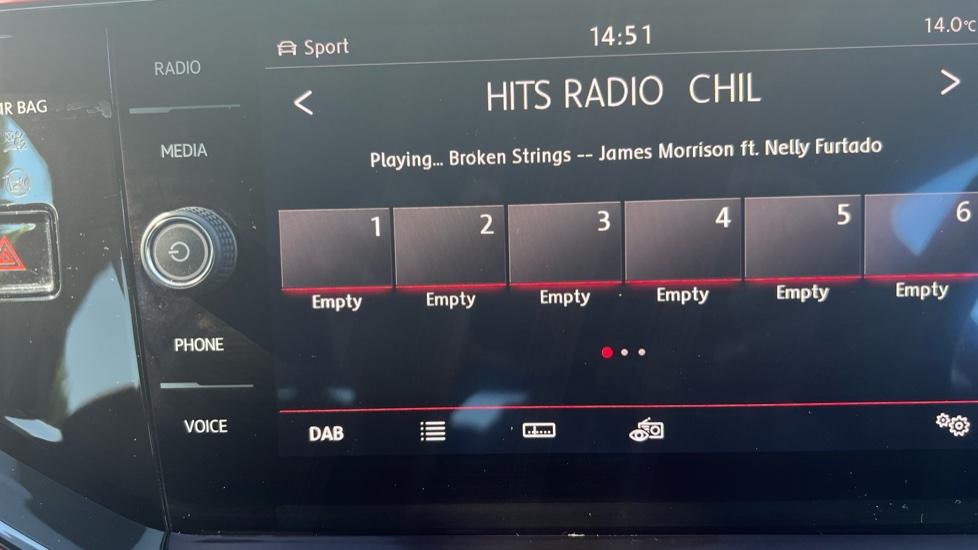 Sport 14:51 14.0°C
RADIO
HITS RADIO CHIL
BAG
MEDIA
Playing... Broken Strings -- James Morrison ft. Nelly Furtado
1 2 3 4 5 6
Empty Empty Empty Empty Empty Empty
PHONE
VOICE
DAB